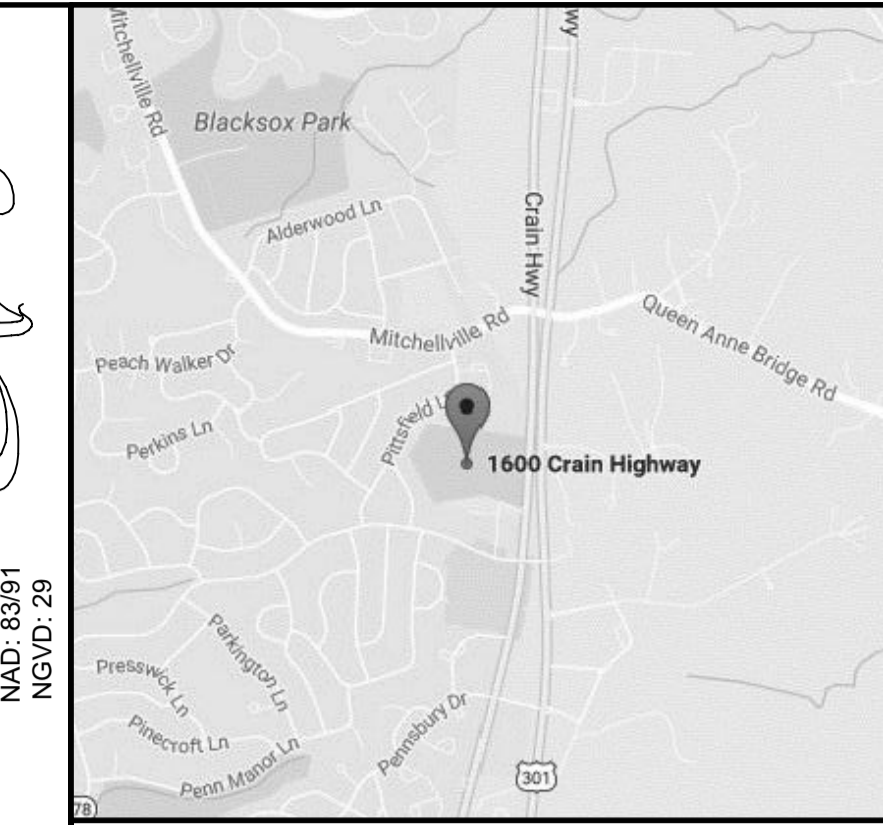 wy
Mitchellville Rd
Blacksox Park
Alderwood Ln
Crain Hwy
Mitchellville Rd
Queen Anne Bridge Rd
Peach Walker Dr
Pittsfield L
Perkins Ln
1600 Crain Highway
NAD: 83/91
NGVD: 29
Parkington Ln
Presswick Ln
Pinecroft Ln
Pennsbury Dr
Penn Manor Ln
301
78